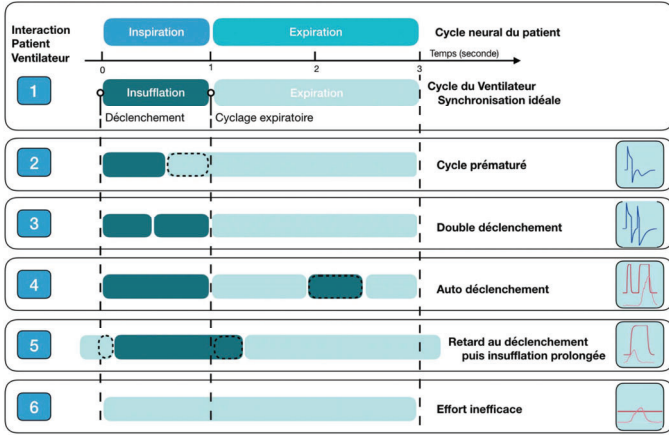 Interaction
Patient
Ventilateur
Inspiration
Expiration
Cycle neural du patient
Temps (seconde)
0
1
2
3
1
Insufflation
Expiration
Cycle du Ventilateur
Synchronisation idéale
Déclenchement
Cyclage expiratoire
2
Cycle prématuré
3
Double déclenchement
4
Auto déclenchement
5
Retard au déclenchement
puis insufflation prolongée
6
Effort inefficace